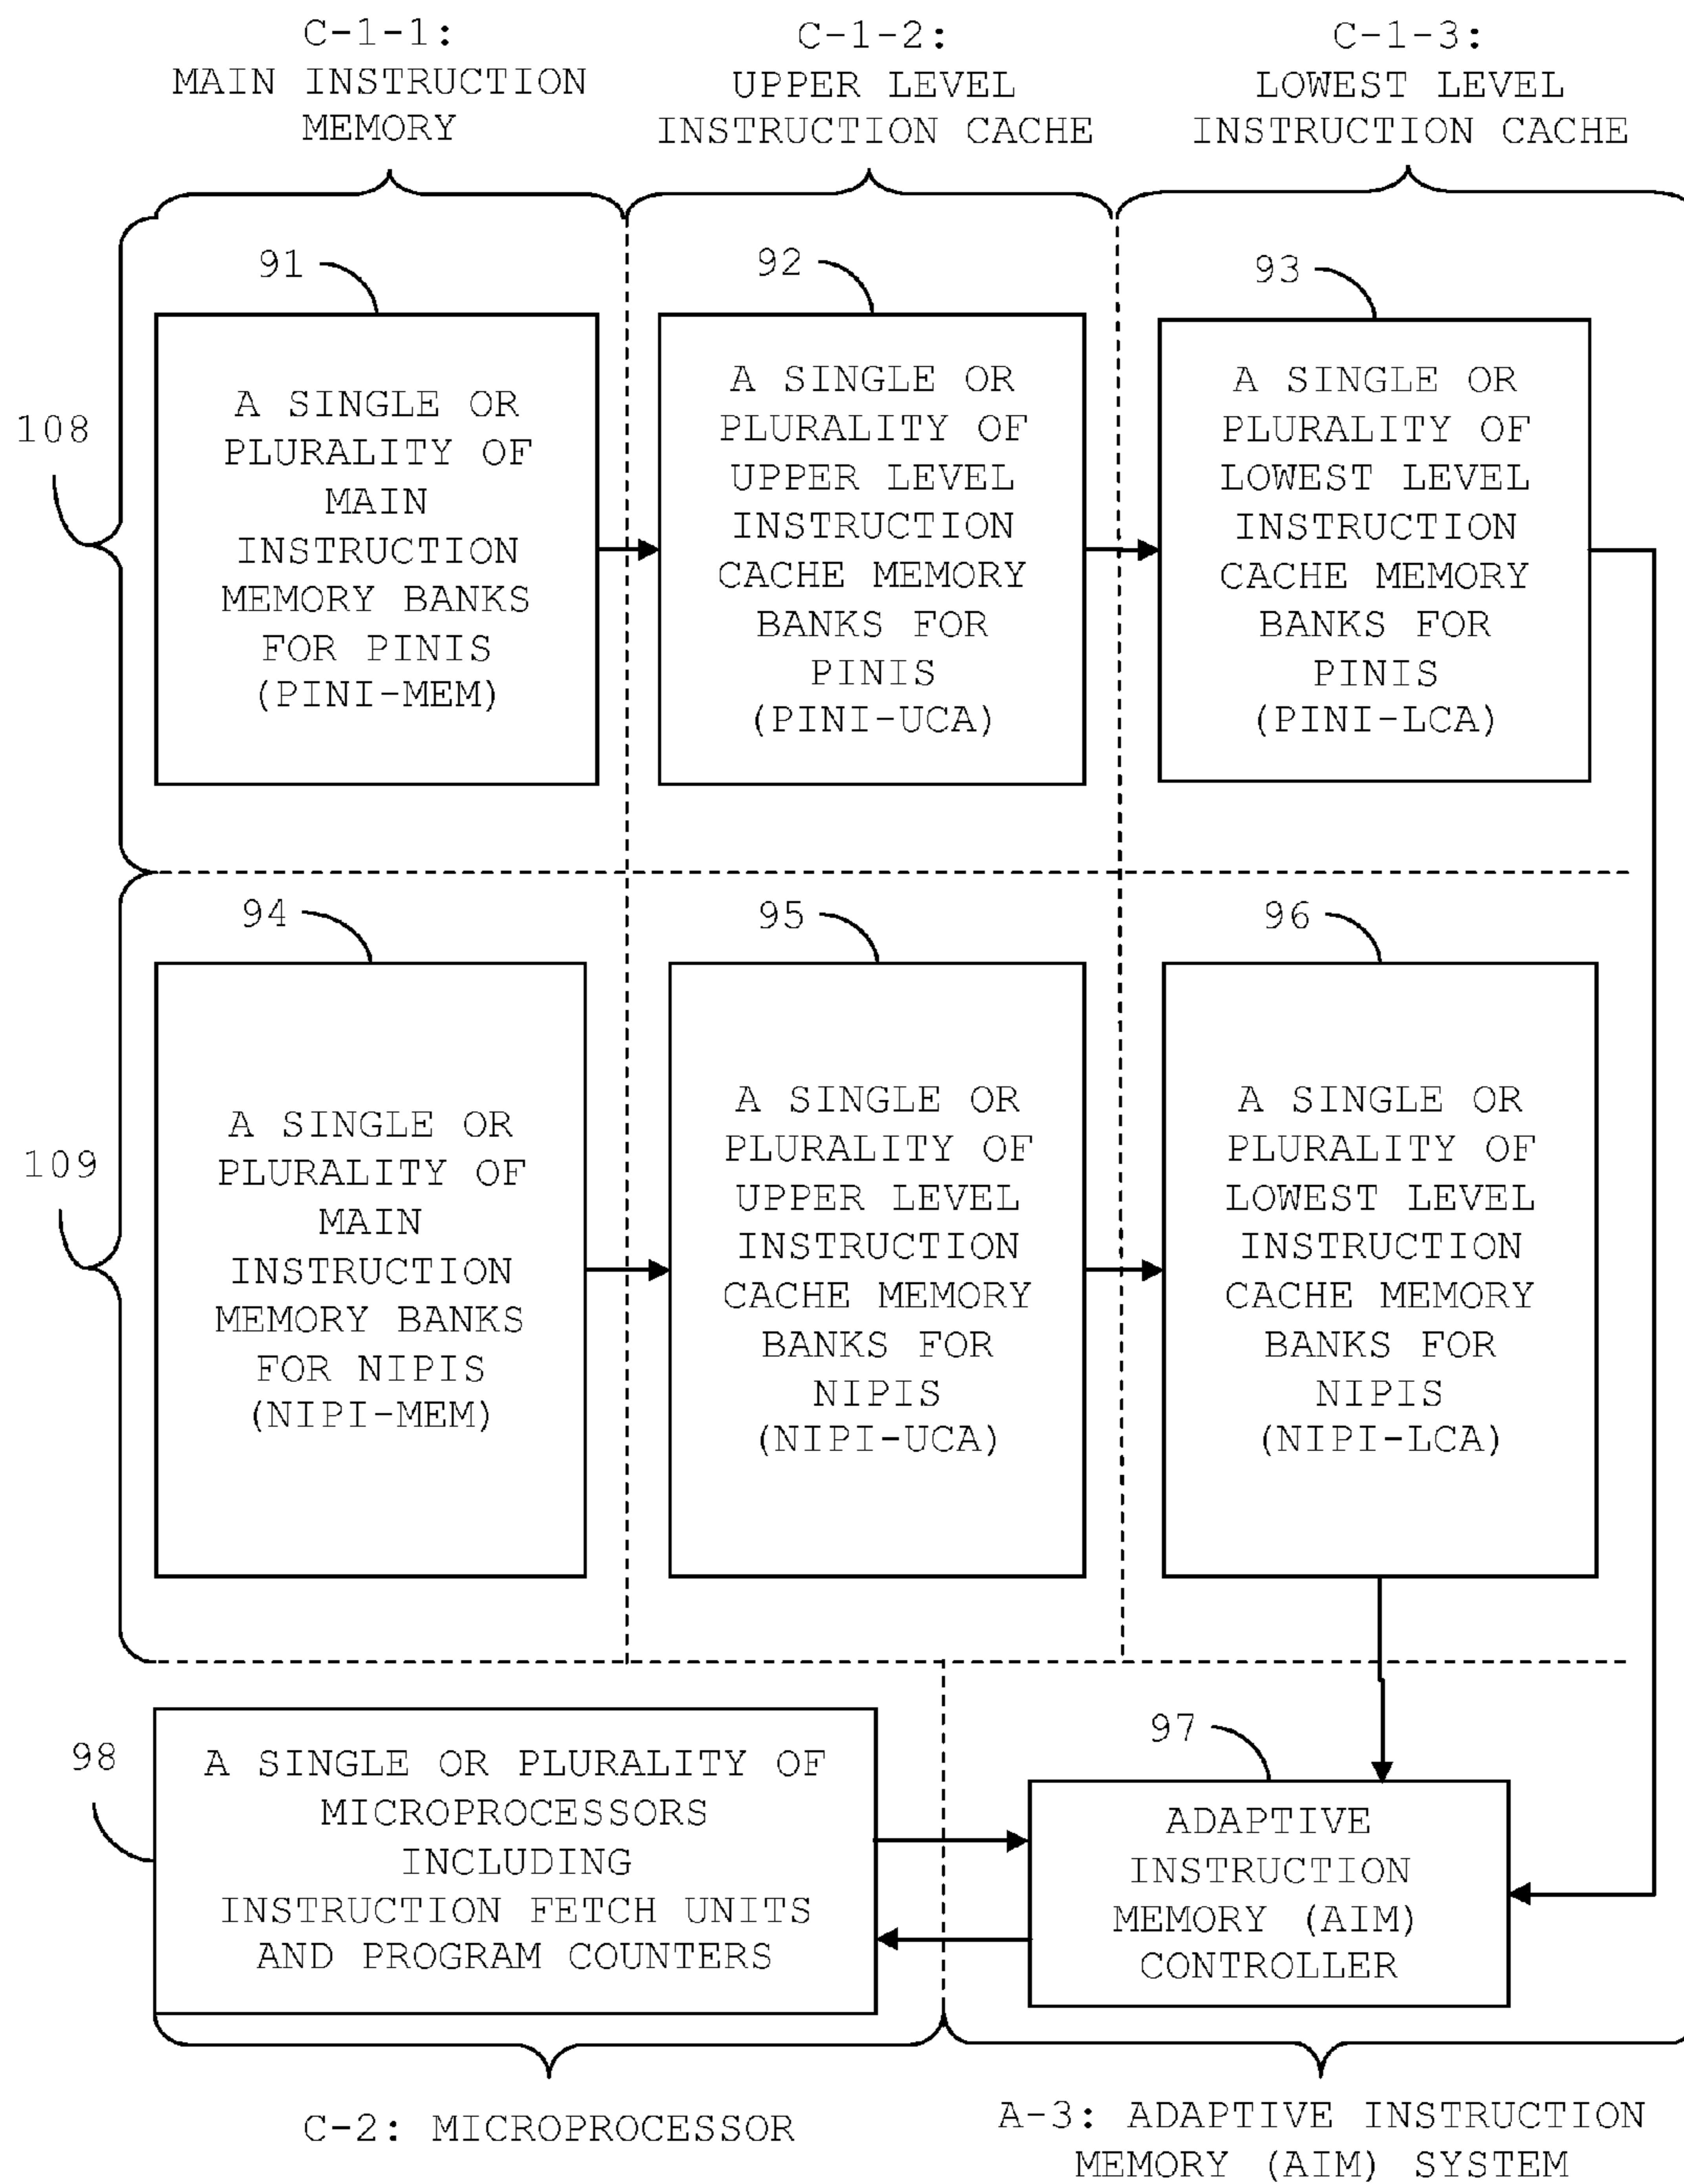 C-1-1:
MAIN INSTRUCTION
MEMORY
C-1-2:
UPPER LEVEL
INSTRUCTION CACHE
C-1-3:
LOWEST LEVEL
INSTRUCTION CACHE
108
91
A SINGLE OR
PLURALITY OF
MAIN
INSTRUCTION
MEMORY BANKS
FOR PINIS
(PINI-MEM)
92
A SINGLE OR
PLURALITY OF
UPPER LEVEL
INSTRUCTION
CACHE MEMORY
BANKS FOR
PINIS
(PINI-UCA)
93
A SINGLE OR
PLURALITY OF
LOWEST LEVEL
INSTRUCTION
CACHE MEMORY
BANKS FOR
PINIS
(PINI-LCA)
109
94
A SINGLE OR
PLURALITY OF
MAIN
INSTRUCTION
MEMORY BANKS
FOR NIPIS
(NIPI-MEM)
95
A SINGLE OR
PLURALITY OF
UPPER LEVEL
INSTRUCTION
CACHE MEMORY
BANKS FOR
NIPIS
(NIPI-UCA)
96
A SINGLE OR
PLURALITY OF
LOWEST LEVEL
INSTRUCTION
CACHE MEMORY
BANKS FOR
NIPIS
(NIPI-LCA)
98
A SINGLE OR PLURALITY OF
MICROPROCESSORS
INCLUDING
INSTRUCTION FETCH UNITS
AND PROGRAM COUNTERS
97
ADAPTIVE
INSTRUCTION
MEMORY (AIM)
CONTROLLER
C-2: MICROPROCESSOR
A-3: ADAPTIVE INSTRUCTION
MEMORY (AIM) SYSTEM